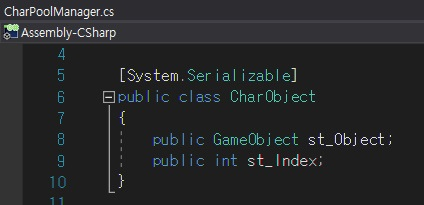 CharPoolManager.cs
Assembly-CSharp
4
5 [System.Serializable]
6 public class CharObject
7 {
8 public GameObject st_Object;
9 public int st_Index;
10 }
11